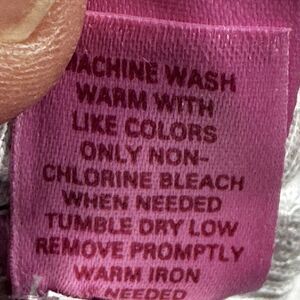 MACHINE WASH
WARM WITH
LIKE COLORS
ONLY NON-
CHLORINE BLEACH
WHEN NEEDED
TUMBLE DRY LOW
REMOVE PROMPTLY
WARM IRON
NEEDED